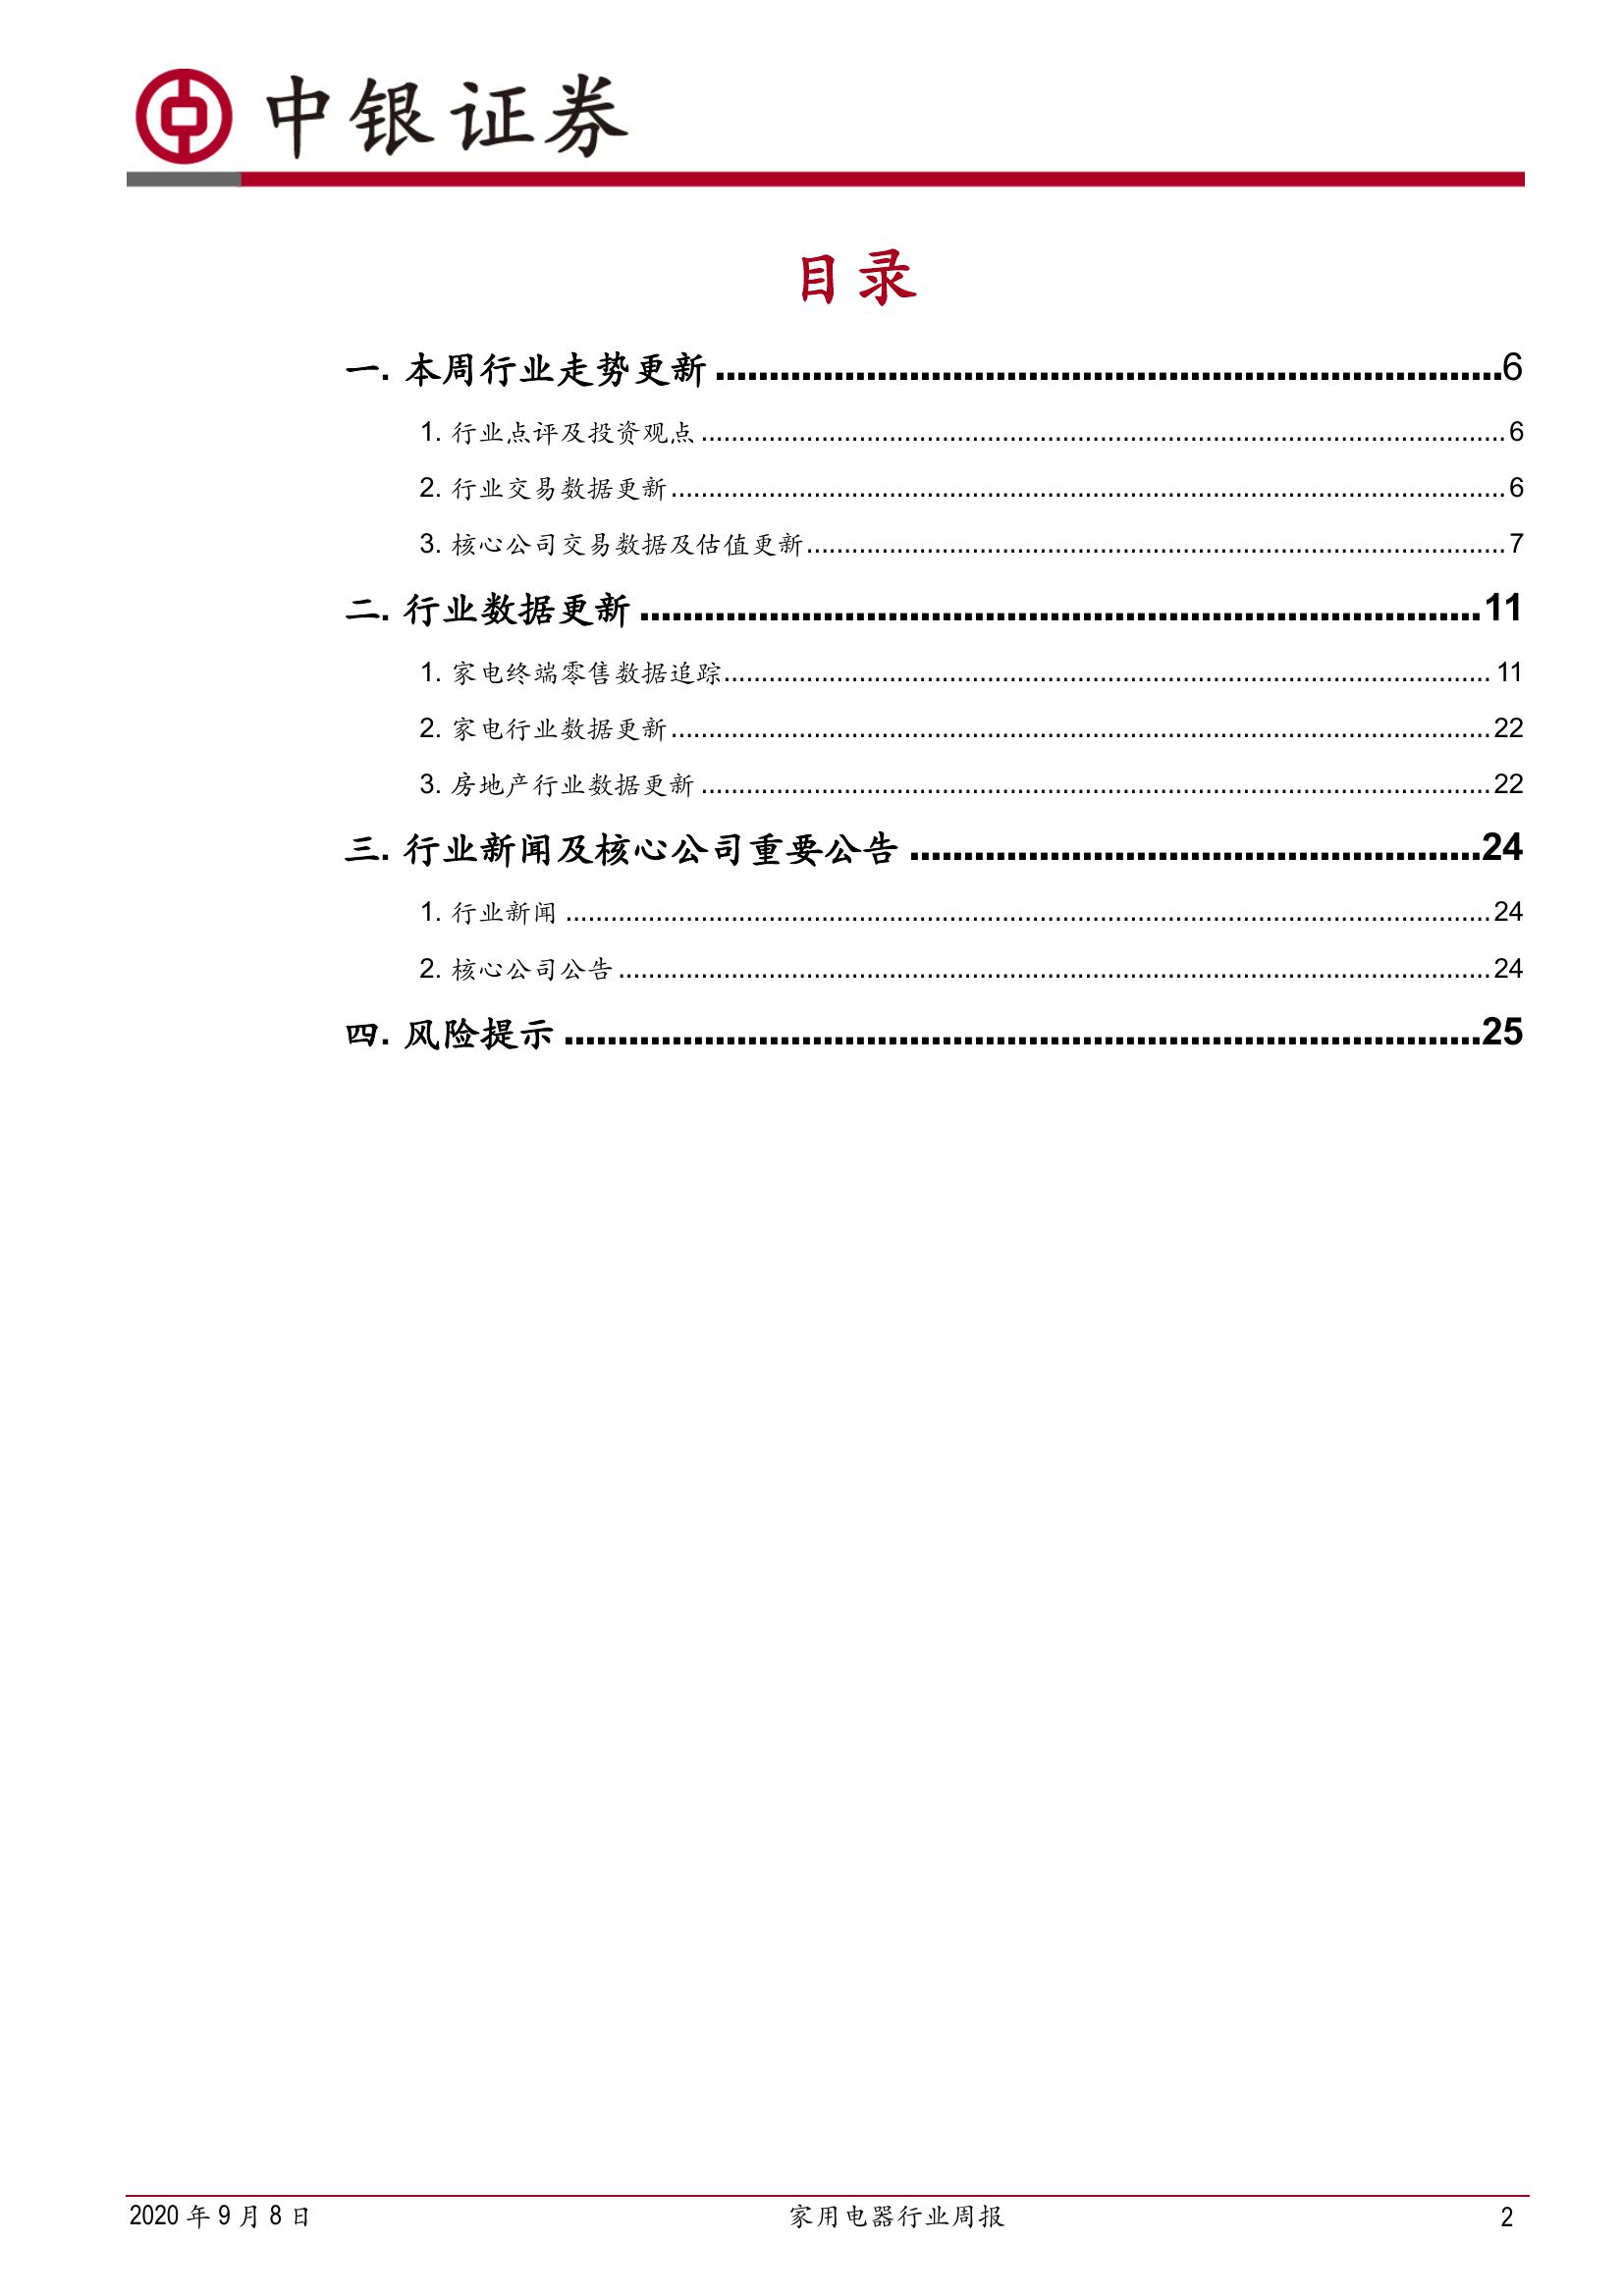 中银证券
目录
一. 本周行业走势更新 ........................................................................6
1. 行业点评及投资观点 ........................................................................6
2. 行业交易数据更新 ........................................................................6
3. 核心公司交易数据及估值更新 ........................................................................7
二. 行业数据更新 ........................................................................11
1. 家电终端零售数据追踪 ........................................................................11
2. 家电行业数据更新 ........................................................................22
3. 房地产行业数据更新 ........................................................................22
三. 行业新闻及核心公司重要公告 ........................................................................24
1. 行业新闻 ........................................................................24
2. 核心公司公告 ........................................................................24
四. 风险提示 ........................................................................25
2020 年 9 月 8 日 家用电器行业周报 2